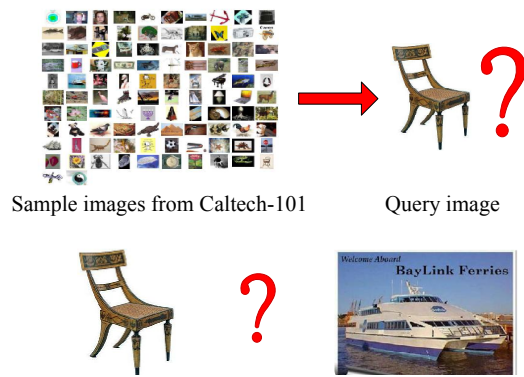 Sample images from Caltech-101
Query image
?
?
Welcome Aboard
BayLink Ferries